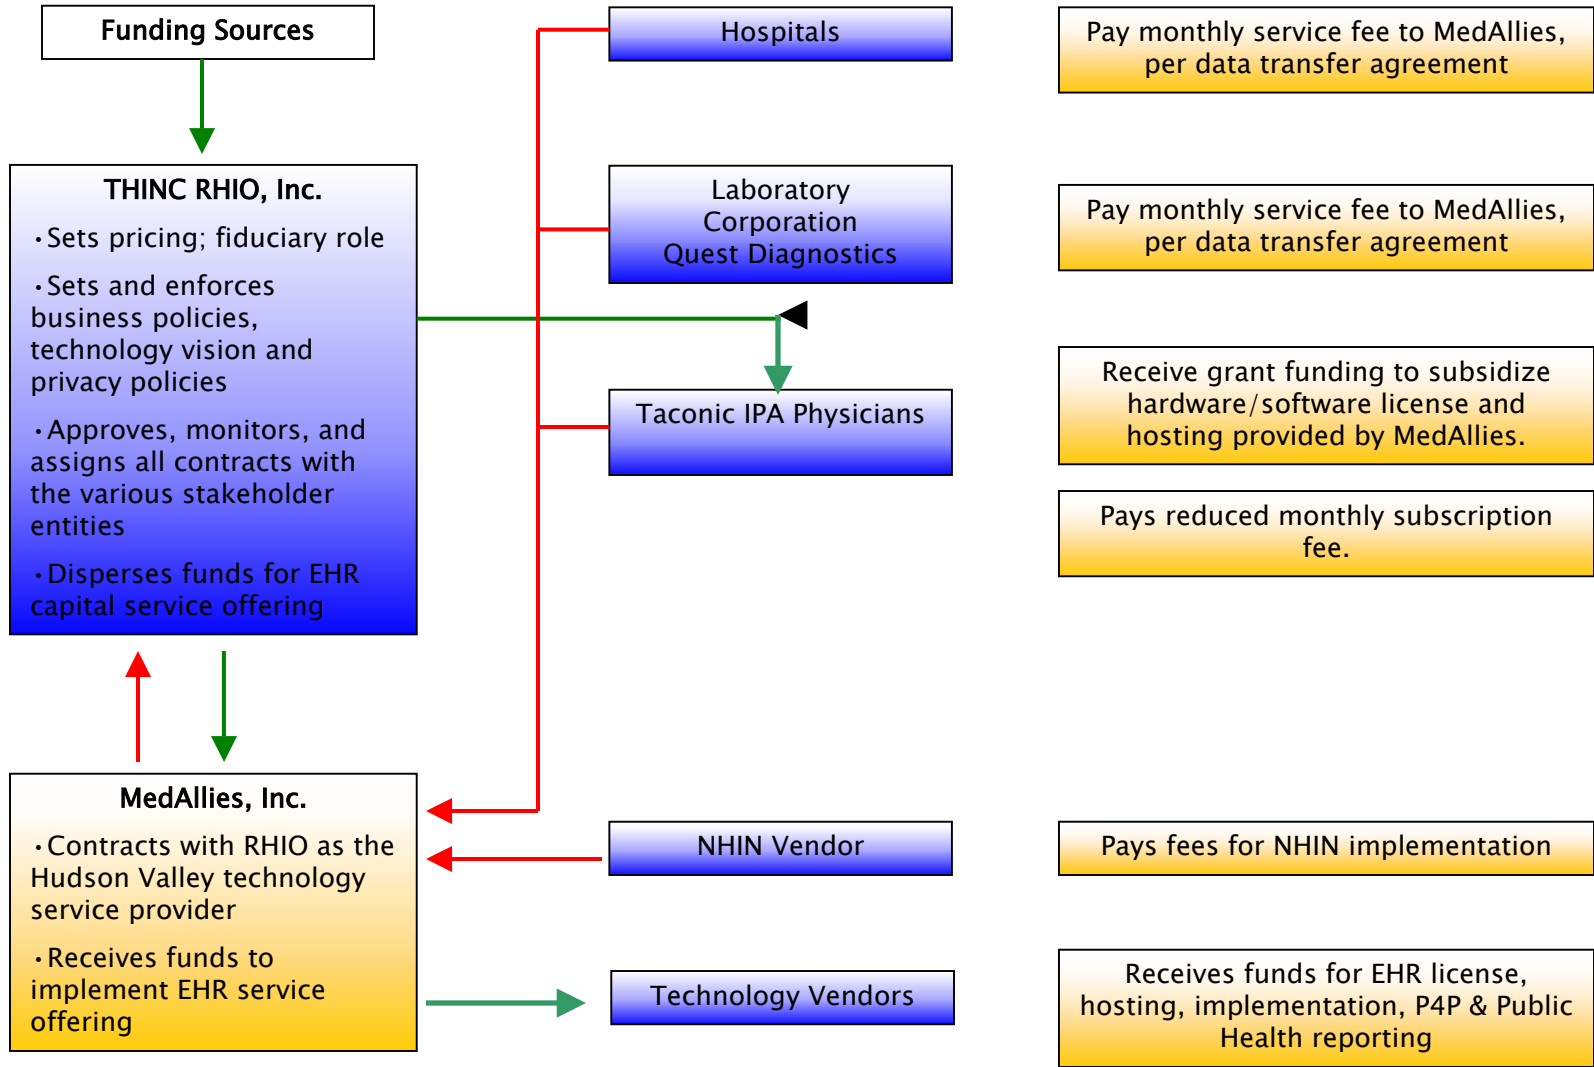 Funding Sources
THINC RHIO, Inc.
•Sets pricing; fiduciary role
•Sets and enforces
business policies,
technology vision and
privacy policies
•Approves, monitors, and
assigns all contracts with
the various stakeholder
entities
•Disperses funds for EHR
capital service offering
MedAllies, Inc.
•Contracts with RHIO as the
Hudson Valley technology
service provider
•Receives funds to
implement EHR service
offering
Hospitals
Laboratory
Corporation
Quest Diagnostics
Taconic IPA Physicians
NHIN Vendor
Technology Vendors
Pay monthly service fee to MedAllies,
per data transfer agreement
Pay monthly service fee to MedAllies,
per data transfer agreement
Receive grant funding to subsidize
hardware/software license and
hosting provided by MedAllies.
Pays reduced monthly subscription
fee.
Pays fees for NHIN implementation
Receives funds for EHR license,
hosting, implementation, P4P & Public
Health reporting